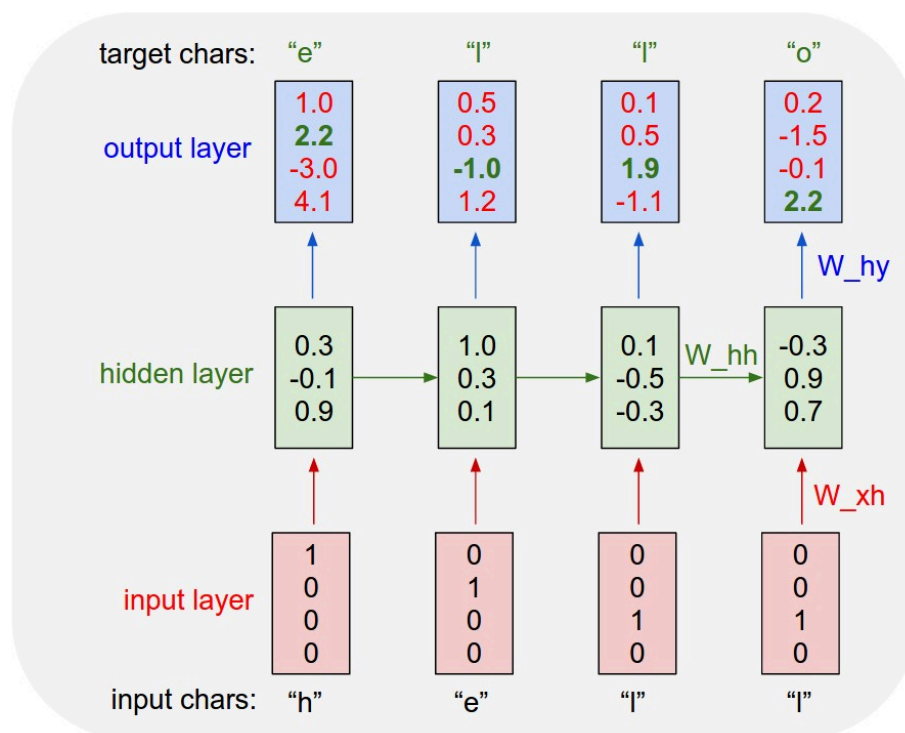 target chars: “e” “l” “l” “o”
1.0 0.5 0.1 0.2
2.2 0.3 0.5 -1.5
output layer -3.0 -1.0 1.9 -0.1
4.1 1.2 -1.1 2.2
W_hy
0.3 1.0 0.1 W_hh -0.3
hidden layer -0.1 0.3 -0.5 0.9
0.9 0.1 -0.3 0.7
W_xh
1 0 0 0
0 1 0 0
input layer 0 0 1 1
0 0 0 0
input chars: “h” “e” “l” “l”